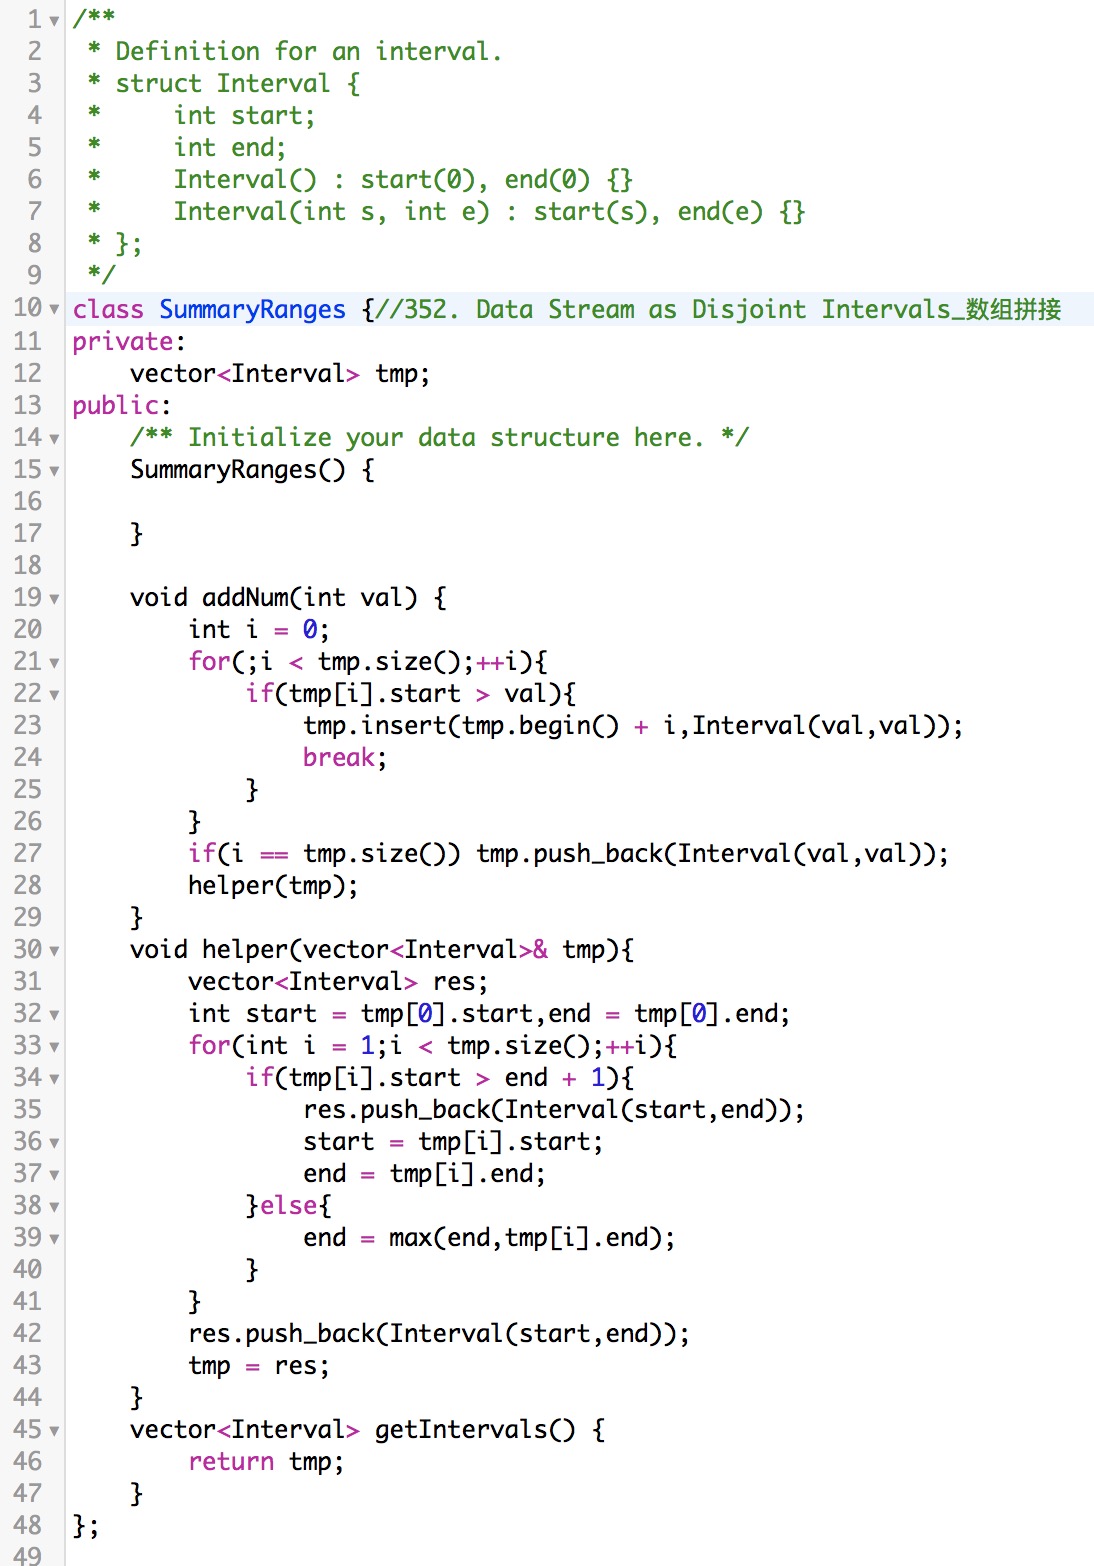 1 /**
2  * Definition for an interval.
3  * struct Interval {
4  *     int start;
5  *     int end;
6  *     Interval() : start(0), end(0) {}
7  *     Interval(int s, int e) : start(s), end(e) {}
8  * };
9  */
10 class SummaryRanges {//352. Data Stream as Disjoint Intervals_数组拼接
11 private:
12     vector<Interval> tmp;
13 public:
14     /** Initialize your data structure here. */
15     SummaryRanges() {
16
17     }
18
19     void addNum(int val) {
20         int i = 0;
21         for(;i < tmp.size();++i){
22             if(tmp[i].start > val){
23                 tmp.insert(tmp.begin() + i,Interval(val,val));
24                 break;
25             }
26         }
27         if(i == tmp.size()) tmp.push_back(Interval(val,val));
28         helper(tmp);
29     }
30     void helper(vector<Interval>& tmp){
31         vector<Interval> res;
32         int start = tmp[0].start,end = tmp[0].end;
33         for(int i = 1;i < tmp.size();++i){
34             if(tmp[i].start > end + 1){
35                 res.push_back(Interval(start,end));
36                 start = tmp[i].start;
37                 end = tmp[i].end;
38             }else{
39                 end = max(end,tmp[i].end);
40             }
41         }
42         res.push_back(Interval(start,end));
43         tmp = res;
44     }
45     vector<Interval> getIntervals() {
46         return tmp;
47     }
48 };
49